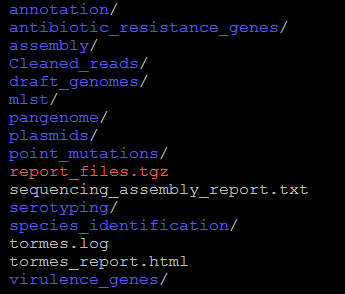 annotation/
antibiotic_resistance_genes/
assembly/
Cleaned_reads/
draft_genomes/
mlst/
pangenome/
plasmids/
point_mutations/
report_files.tgz
sequencing_assembly_report.txt
serotyping/
species_identification/
tormes.log
tormes_report.html
virulence_genes/